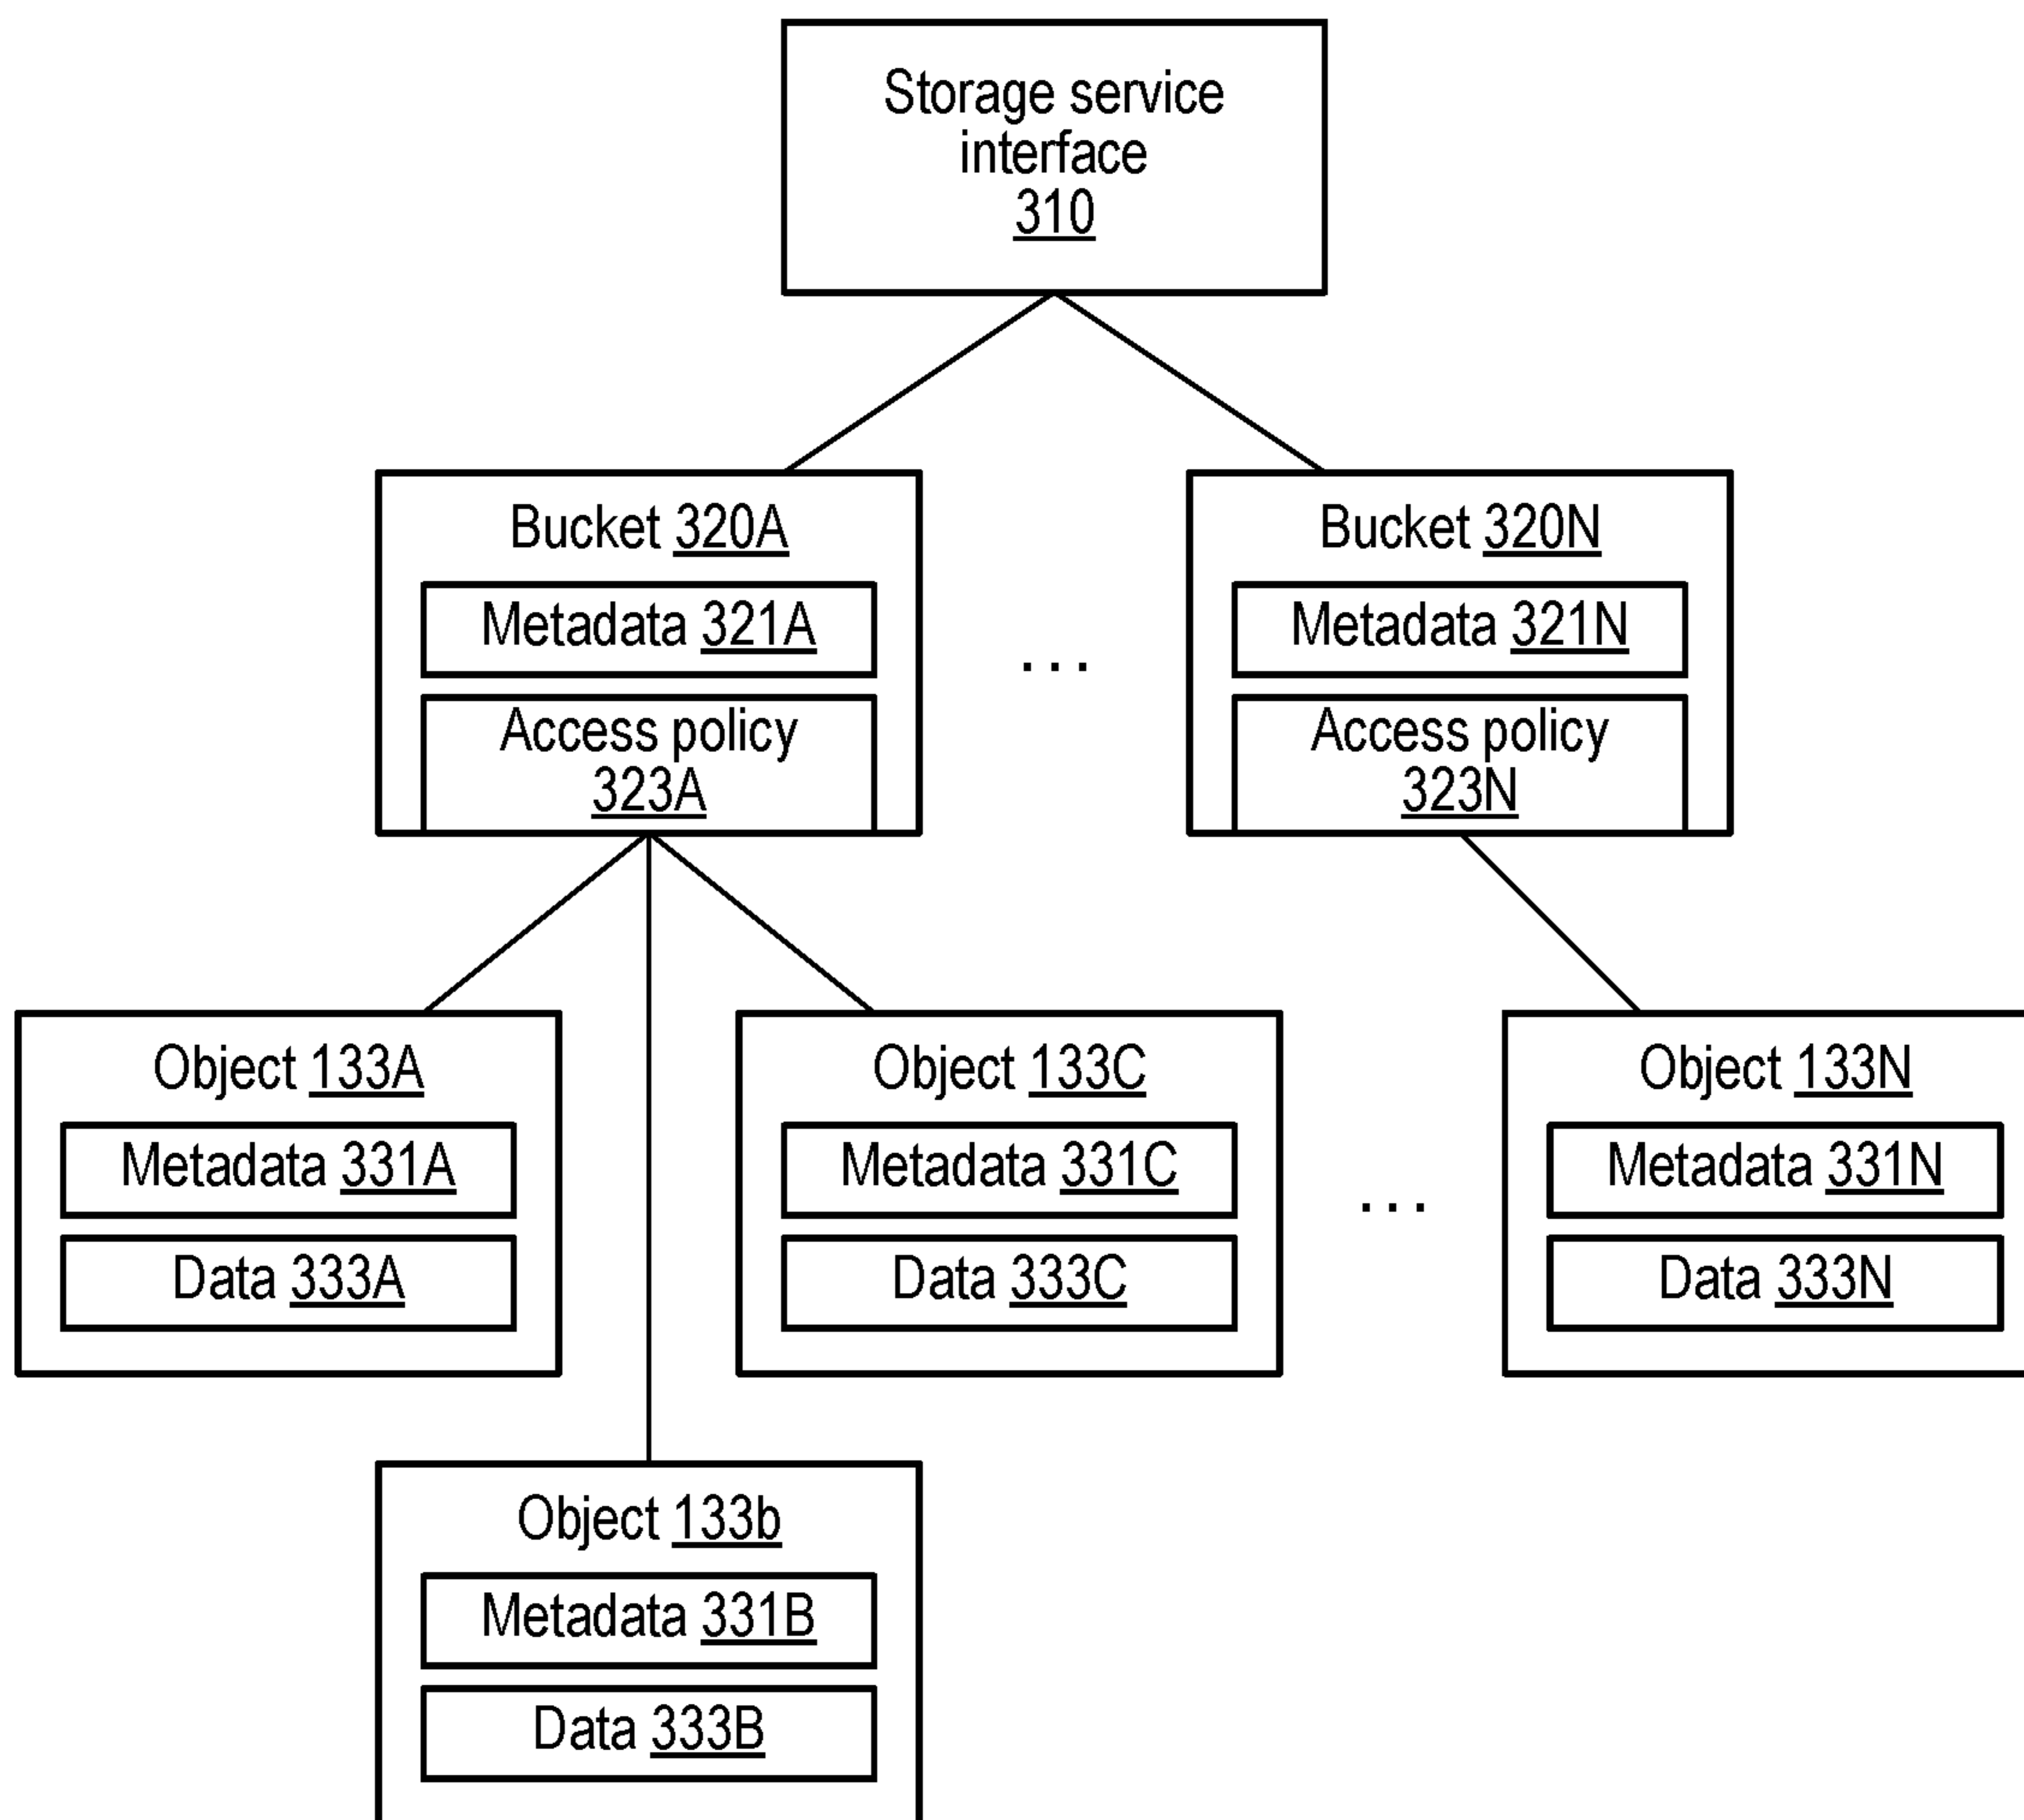 Storage service
interface
310
Bucket 320A
Metadata 321A
Access policy
323A
...
Bucket 320N
Metadata 321N
Access policy
323N
Object 133A
Metadata 331A
Data 333A
Object 133C
Metadata 331C
Data 333C
...
Object 133N
Metadata 331N
Data 333N
Object 133b
Metadata 331B
Data 333B